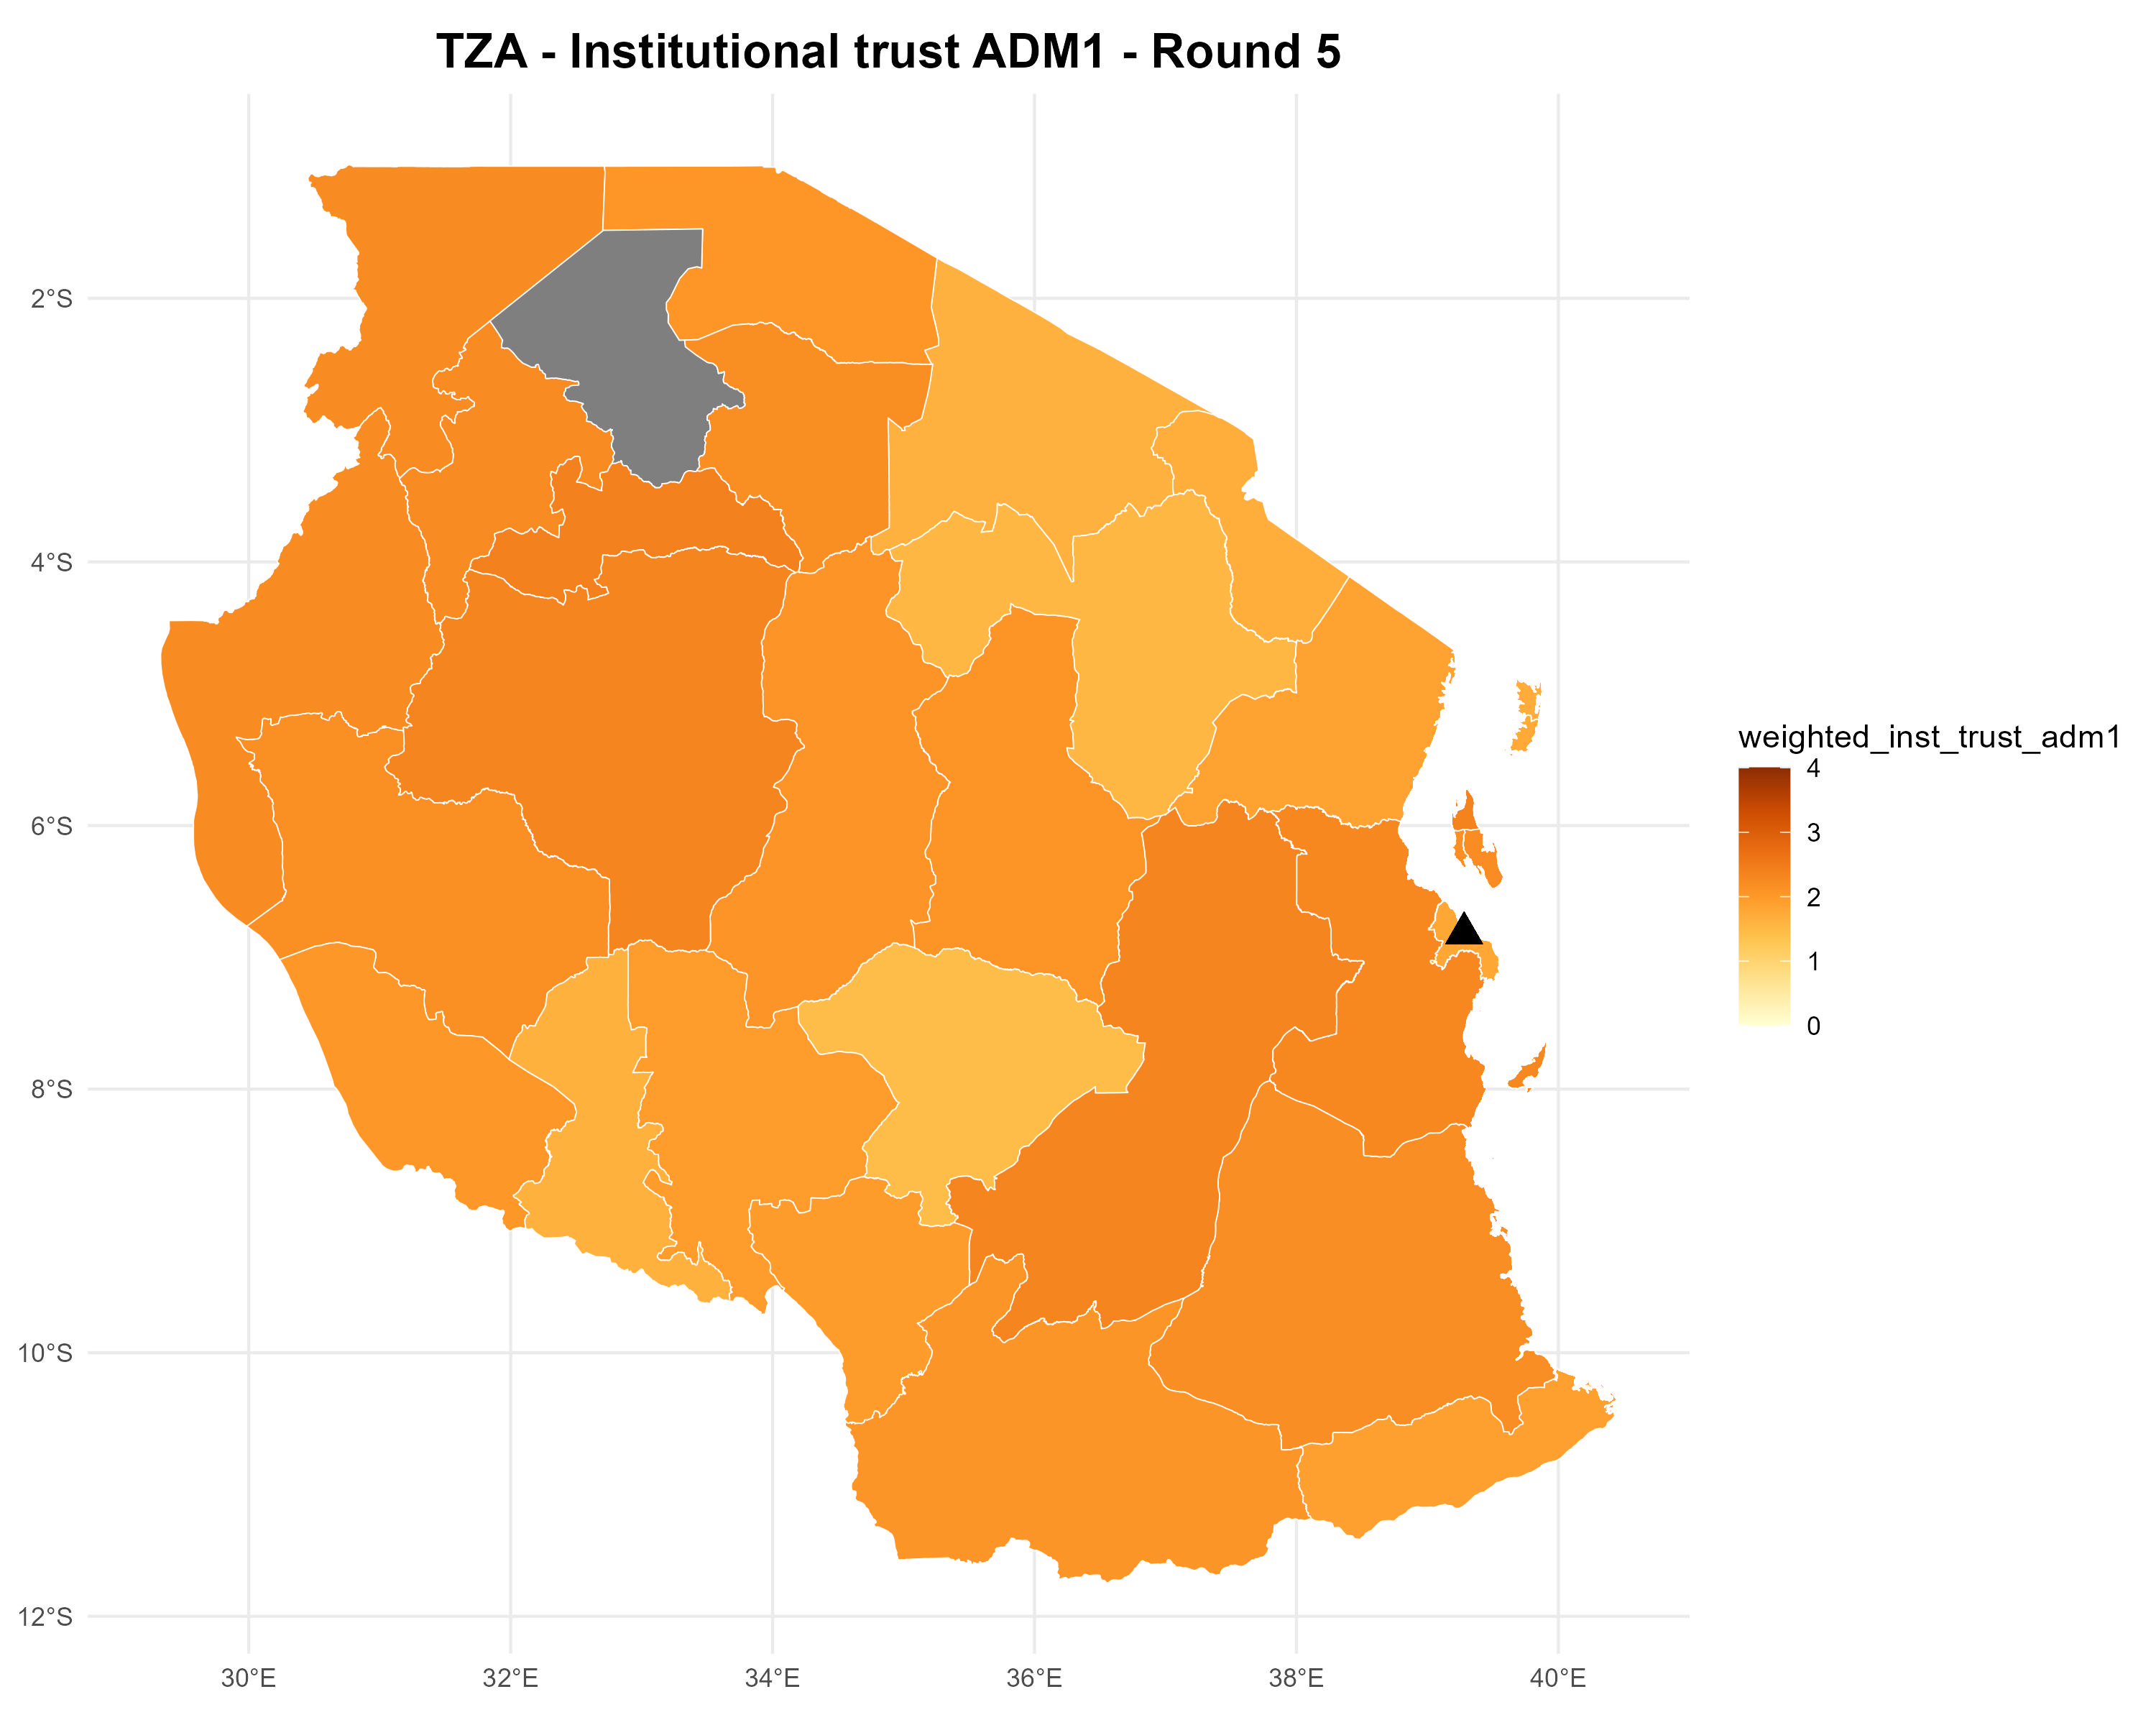 TZA - Institutional trust ADM1 - Round 5
2°S
4°S
6°S
8°S
10°S
12°S
30°E
32°E
34°E
36°E
38°E
40°E
weighted_inst_trust_adm1
4
3
2
1
0